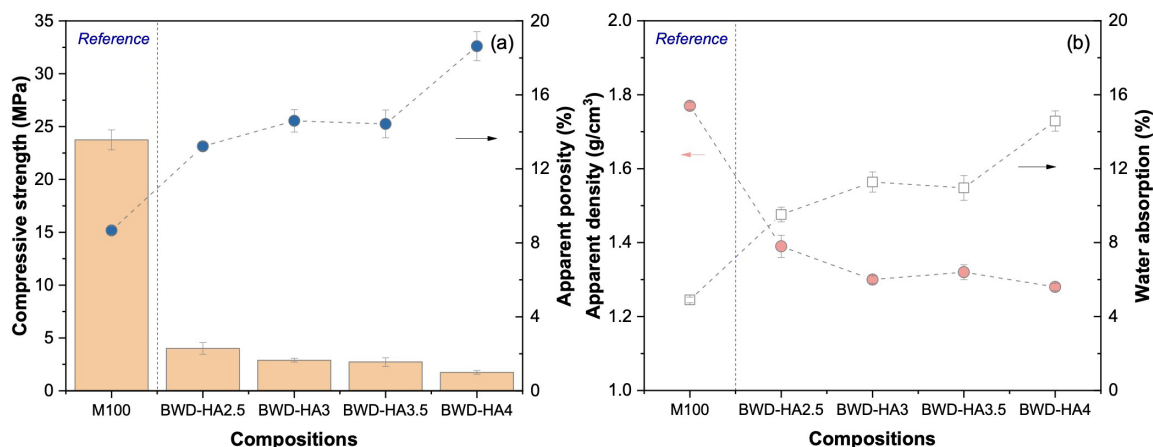 Reference
(a)
Compressive strength (MPa)
35
30
25
20
15
10
5
0
20
16
12
8
4
0
Apparent porosity (%)
M100 BWD-HA2.5 BWD-HA3 BWD-HA3.5 BWD-HA4
Compositions
Reference
(b)
Apparent density (g/cm³)
2.0
1.8
1.6
1.4
1.2
1.0
20
16
12
8
4
0
Water absorption (%)
M100 BWD-HA2.5 BWD-HA3 BWD-HA3.5 BWD-HA4
Compositions